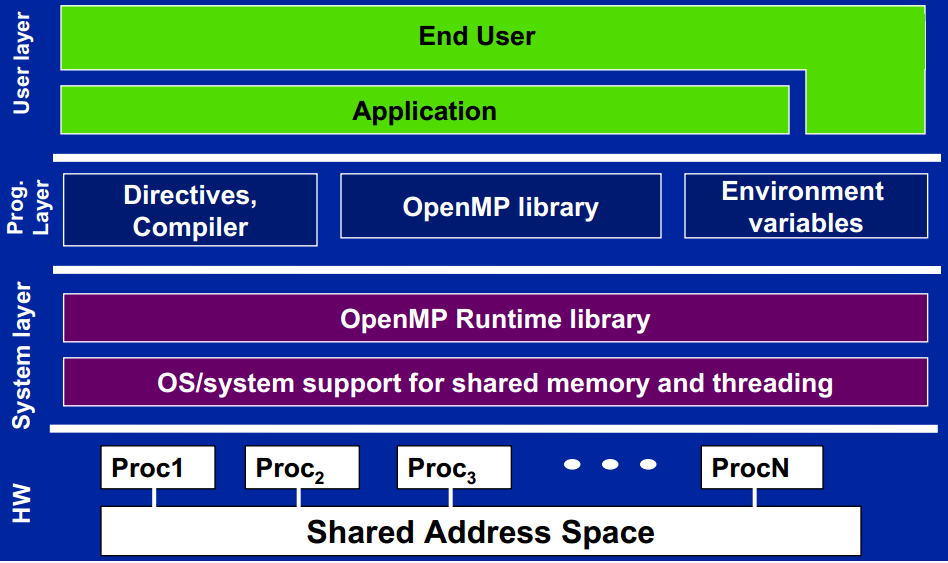 User layer
End User
Application
Prog.
Layer
Directives,
Compiler
OpenMP library
Environment
variables
System layer
OpenMP Runtime library
OS/system support for shared memory and threading
HW
Proc1
Proc2
Proc3
ProcN
Shared Address Space